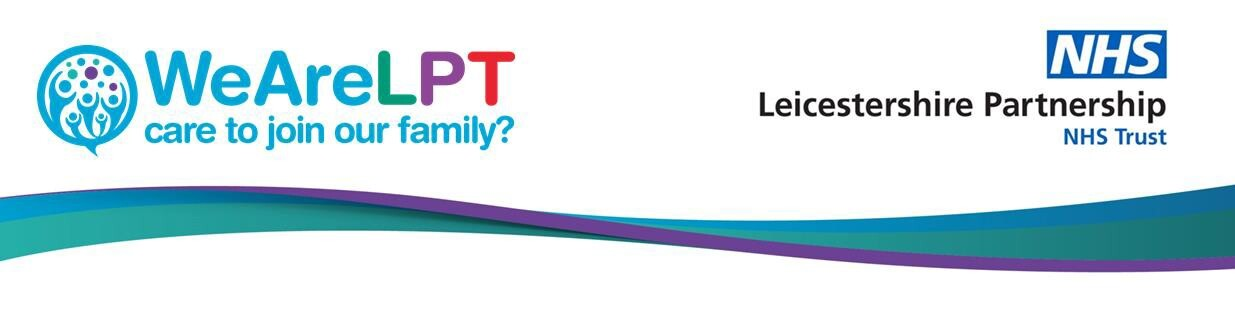 WeAreLPT
care to join our family?
NHS
Leicestershire Partnership
NHS Trust